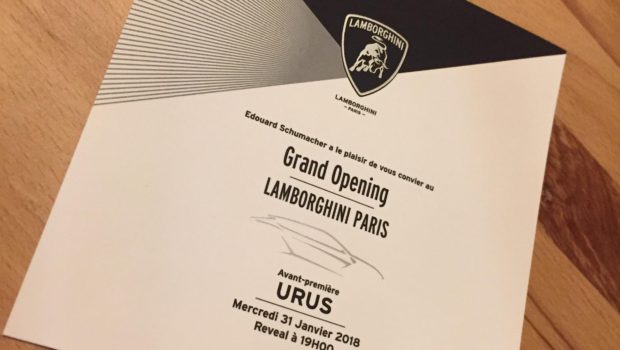 LAMBORGHINI
LAMBORGHINI
PARIS
Edouard Schumacher a le plaisir de vous convier au
Grand Opening
LAMBORGHINI PARIS
Avant-première
URUS
Mercredi 31 Janvier 2018
Reveal à 19H00